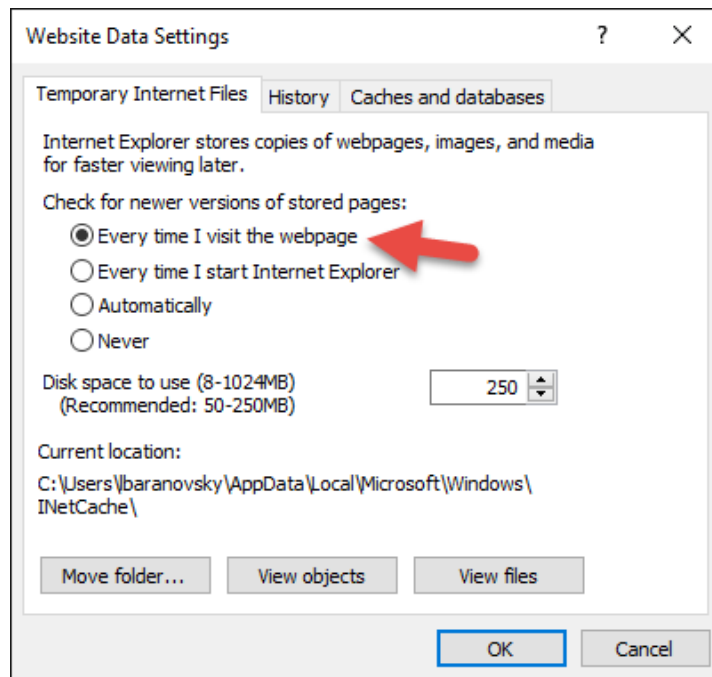 Website Data Settings
?
Temporary Internet Files
History
Caches and databases
Internet Explorer stores copies of webpages, images, and media
for faster viewing later.
Check for newer versions of stored pages:
Every time I visit the webpage
Every time I start Internet Explorer
Automatically
Never
Disk space to use (8-1024MB)
250
(Recommended: 50-250MB)
Current location:
C:\Users\lbaranovsky\AppData\Local\Microsoft\Windows\
INetCache\
Move folder...
View objects
View files
OK
Cancel